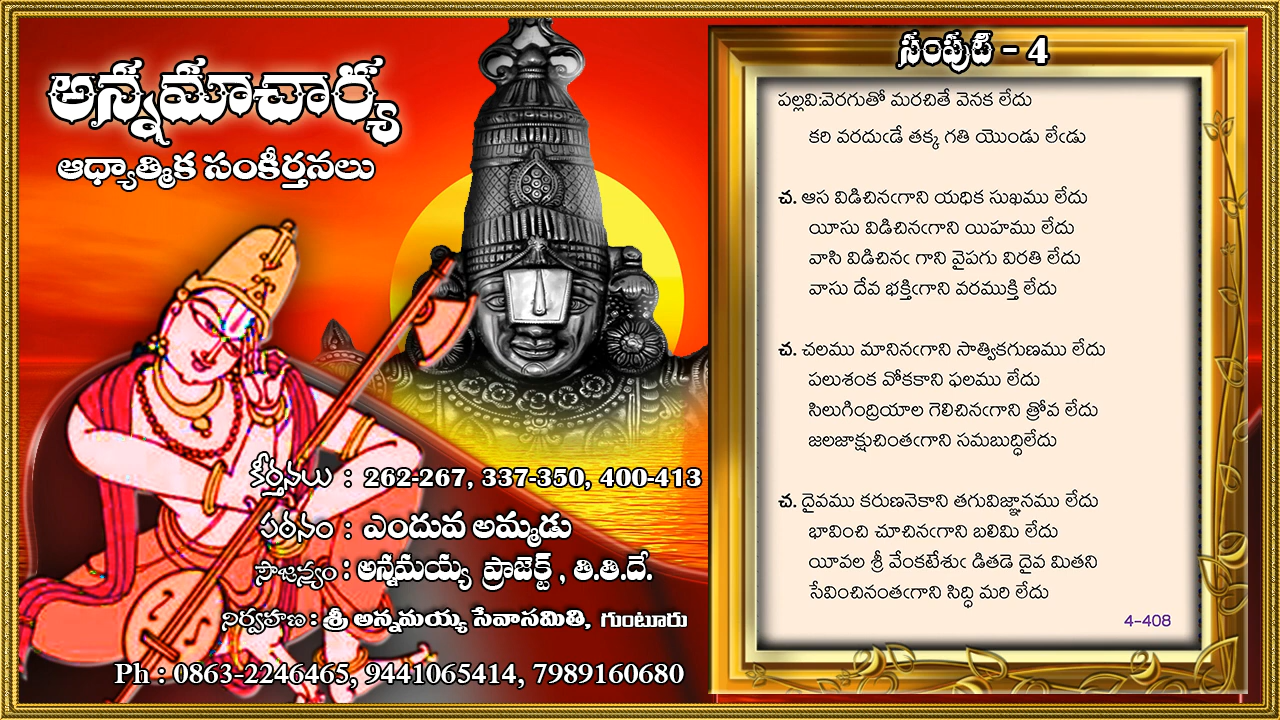 అన్నమాచార్య
ఆధ్యాత్మిక సంకీర్తనలు
కీర్తనలు : 262-267, 337-350, 400-413
పఠనం : ఎందువ అమ్మడు
సౌజన్యం : అన్నమయ్య ప్రాజెక్ట్ , తి.తి.దే.
నిర్వహణ : శ్రీ అన్నమయ్య సేవాసమితి, గుంటూరు
Ph : 0863-2246465, 9441065414, 7989160680
సంపుటి - 4
పల్లవి:వెరగుతో మరచితే వెనక లేదు
కరి వరదుఁడే తక్క గతి యొండు లేఁడు
చ. ఆస విడిచినఁగాని యధిక సుఖము లేదు
యీసు విడిచినఁగాని యిహము లేదు
వాసి విడిచినఁ గాని వైపగు విరతి లేదు
వాసు దేవ భక్తిఁగాని వరముక్తి లేదు
చ. చలము మానినఁగాని సాత్వికగుణము లేదు
పలుశంక వోకకాని ఫలము లేదు
సిలుగింద్రియాల గెలిచినఁగాని త్రోవ లేదు
జలజాక్షుచింతఁగాని సమబుద్ధిలేదు
చ. దైవము కరుణనెకాని తగువిజ్ఞానము లేదు
భావించి చూచినఁగాని బలిమి లేదు
యీవల శ్రీ వేంకటేశుఁ డితడె దైవ మితని
సేవించినంతఁగాని సిద్ధి మరి లేదు
4-408